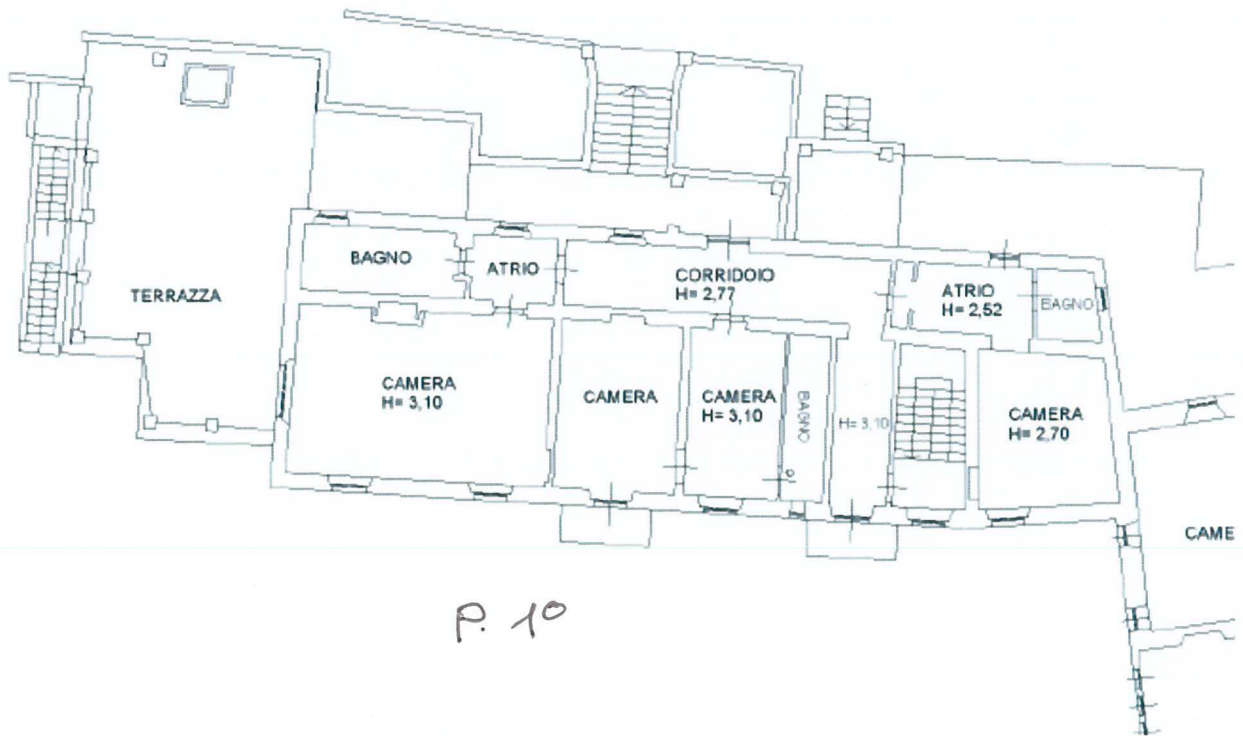 BAGNO
ATRIO
CORRIDOIO
H= 2,77
ATRIO
H= 2,52
BAGNO
TERRAZZA
CAMERA
H= 3,10
CAMERA
CAMERA
H= 3,10
BAGNO
H= 3,10
CAMERA
H= 2,70
CAME
P. 1º